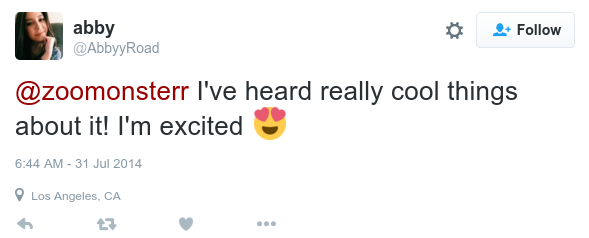 abby
@AbbyyRoad
Follow
@zoomonsterr I've heard really cool things
about it! I'm excited 😍
6:44 AM - 31 Jul 2014
Los Angeles, CA